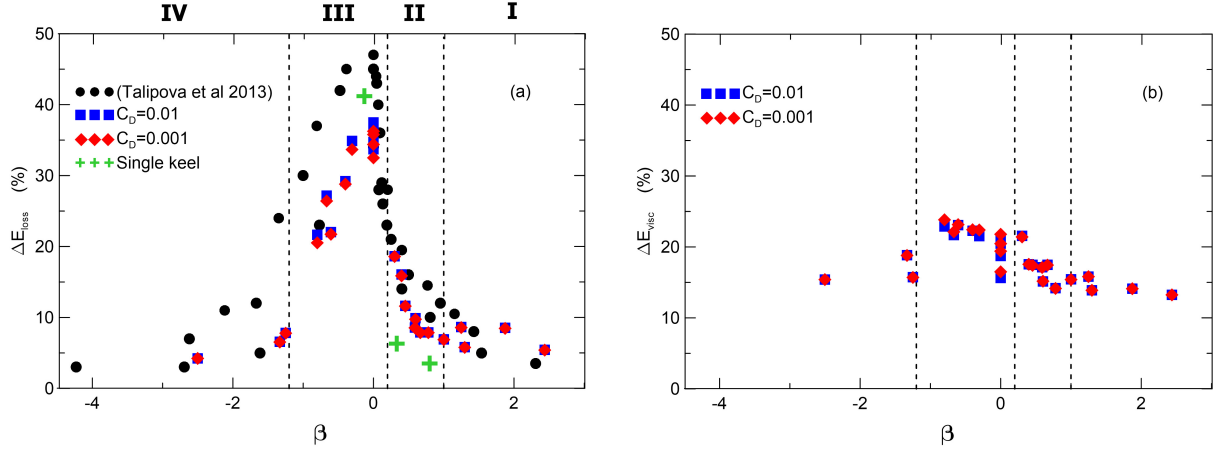 IV III II I
50
40
30
20
10
0
ΔE_loss (%)
(Talipova et al 2013)
C_D=0.01
C_D=0.001
Single keel
(a)
-4 -2 0 2
β
50
40
30
20
10
0
ΔE_visc (%)
C_D=0.01
C_D=0.001
(b)
-4 -2 0 2
β